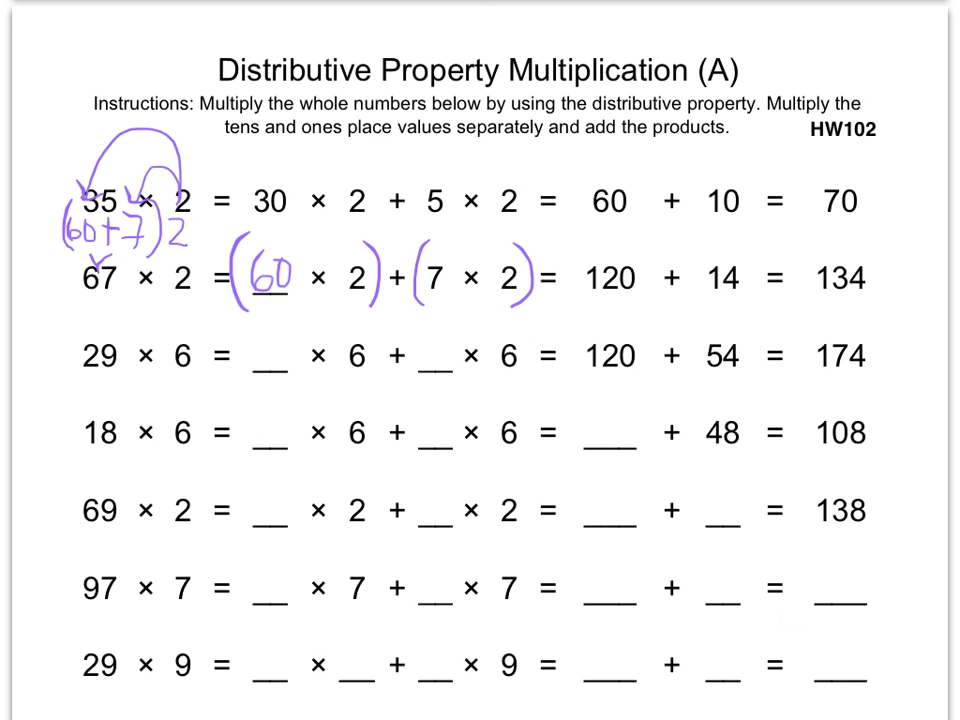 Distributive Property Multiplication (A)
Instructions: Multiply the whole numbers below by using the distributive property. Multiply the
tens and ones place values separately and add the products.
HW102
35 × 2 = 30 × 2 + 5 × 2 = 60 + 10 = 70
(60+7)2
67 × 2 = (60 × 2) + (7 × 2) = 120 + 14 = 134
29 × 6 = __ × 6 + __ × 6 = 120 + 54 = 174
18 × 6 = __ × 6 + __ × 6 = ___ + 48 = 108
69 × 2 = __ × 2 + __ × 2 = ___ + __ = 138
97 × 7 = __ × 7 + __ × 7 = ___ + __ = ___
29 × 9 = __ × __ + __ × 9 = ___ + __ = ___